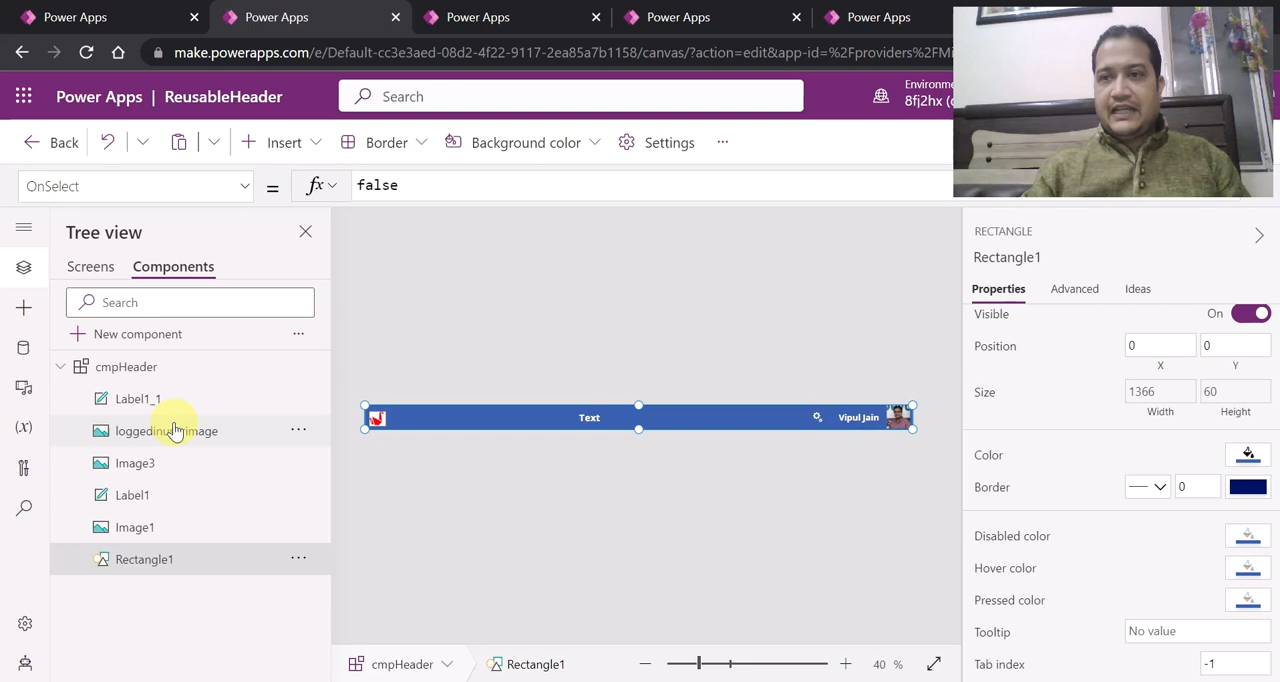 Power Apps
Power Apps
Power Apps
Power Apps
Power Apps
make.powerapps.com/e/Default-cc3e3aed-08d2-4f22-9117-2ea85a7b1158/canvas/?action=edit&app-id=%2Fproviders%2FMi
Power Apps | ReusableHeader
Search
Environme
8fj2hx (
Back
Insert
Border
Background color
Settings
OnSelect
=
fx
false
Tree view
Screens
Components
Search
New component
cmpHeader
Label1_1
Image3
Label1
Image1
Rectangle1
Text
Vipul Jain
cmpHeader
Rectangle1
40 %
RECTANGLE
Rectangle1
Properties
Advanced
Ideas
Visible
On
Position
0
0
X
Y
Size
1366
60
Width
Height
Color
Border
0
Disabled color
Hover color
Pressed color
Tooltip
No value
Tab index
-1